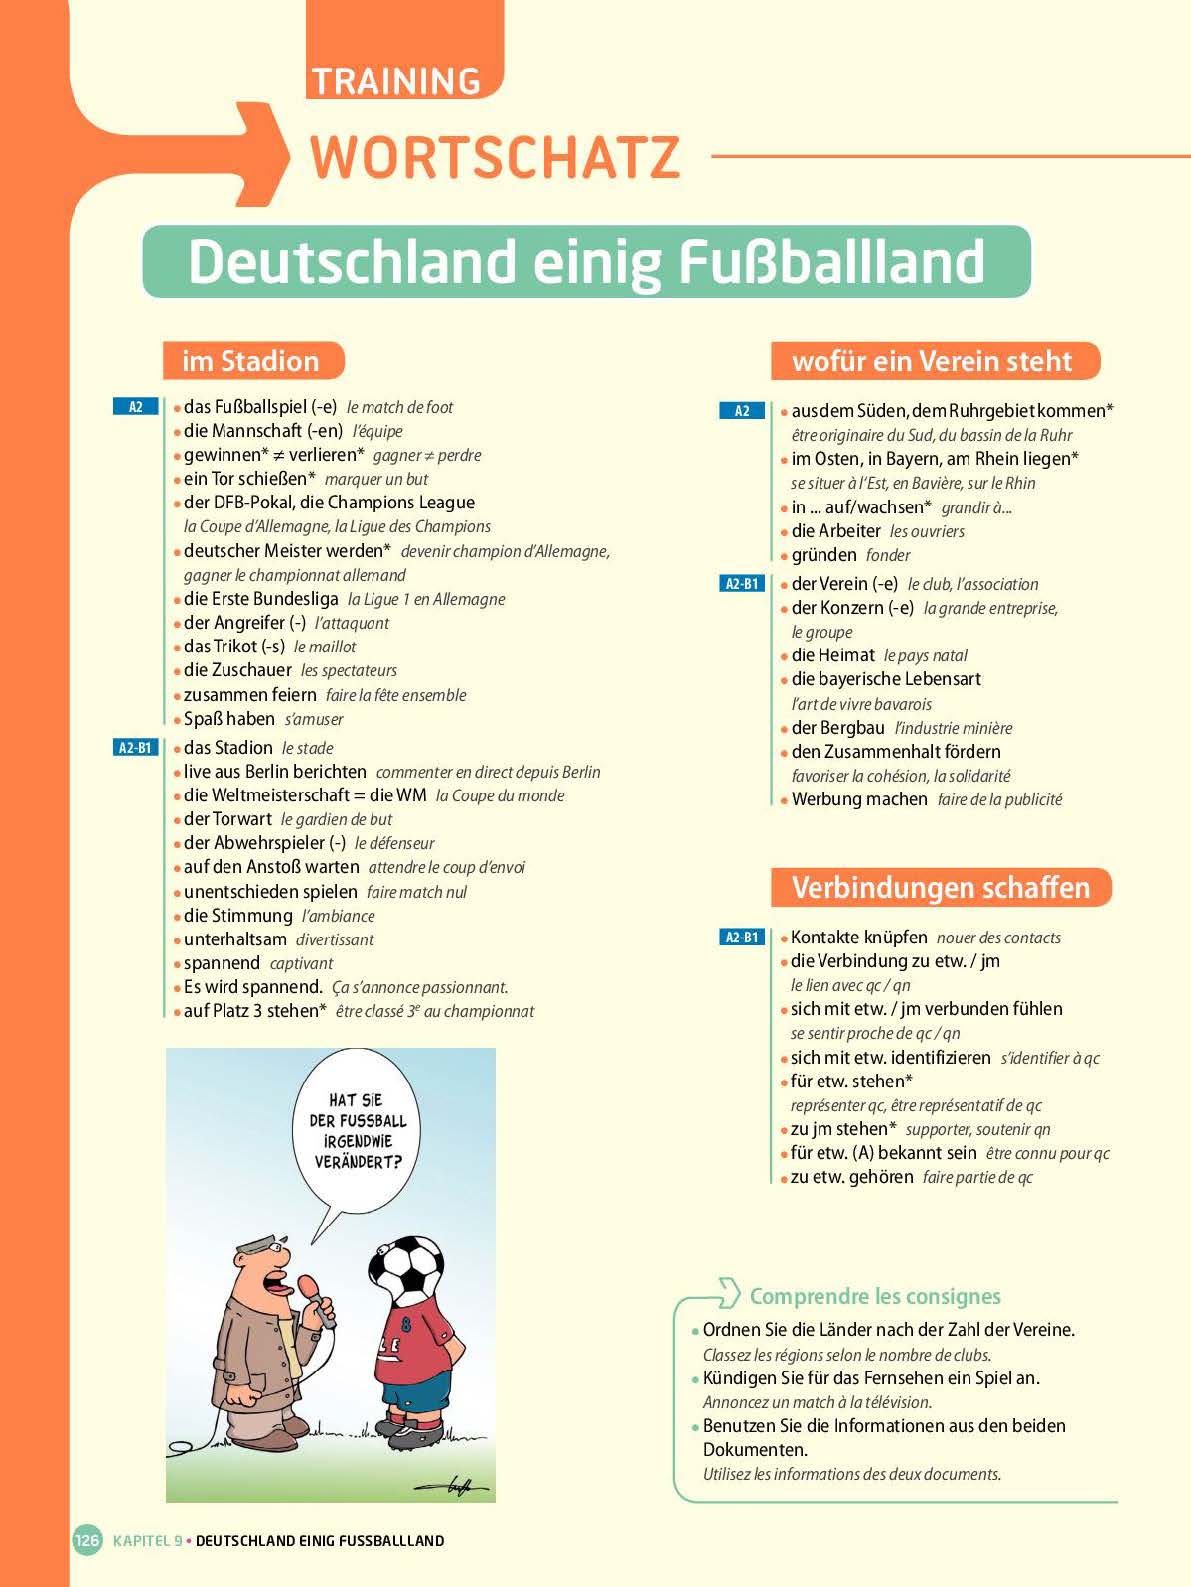 TRAINING
WORTSCHATZ
Deutschland einig Fußballland
im Stadion
A2
• das Fußballspiel (-e) le match de foot
• die Mannschaft (-en) l'équipe
• gewinnen* ≠ verlieren* gagner ≠ perdre
• ein Tor schießen* marquer un but
• der DFB-Pokal, die Champions League
la Coupe d'Allemagne, la Ligue des Champions
• deutscher Meister werden* devenir champion d'Allemagne,
gagner le championnat allemand
• die Erste Bundesliga la Ligue 1 en Allemagne
• der Angreifer (-) l'attaquant
• das Trikot (-s) le maillot
• die Zuschauer les spectateurs
• zusammen feiern faire la fête ensemble
• Spaß haben s'amuser
A2-B1
• das Stadion le stade
• live aus Berlin berichten commenter en direct depuis Berlin
• die Weltmeisterschaft = die WM la Coupe du monde
• der Torwart le gardien de but
• der Abwehrspieler (-) le défenseur
• auf den Anstoß warten attendre le coup d'envoi
• unentschieden spielen faire match nul
• die Stimmung l'ambiance
• unterhaltsam divertissant
• spannend captivant
• Es wird spannend. Ça s'annonce passionnant.
• auf Platz 3 stehen* être classé 3e au championnat
HAT SiE
DER FUSSBALL
iRGENDWiE
VERÄNDERT?
8
LE
wofür ein Verein steht
A2
• aus dem Süden, dem Ruhrgebiet kommen*
être originaire du Sud, du bassin de la Ruhr
• im Osten, in Bayern, am Rhein liegen*
se situer à l'Est, en Bavière, sur le Rhin
• in ... auf/wachsen* grandir à...
• die Arbeiter les ouvriers
• gründen fonder
A2-B1
• der Verein (-e) le club, l'association
• der Konzern (-e) la grande entreprise,
le groupe
• die Heimat le pays natal
• die bayerische Lebensart
l'art de vivre bavarois
• der Bergbau l'industrie minière
• den Zusammenhalt fördern
favoriser la cohésion, la solidarité
• Werbung machen faire de la publicité
Verbindungen schaffen
A2-B1
• Kontakte knüpfen nouer des contacts
• die Verbindung zu etw. / jm
le lien avec qc / qn
• sich mit etw. / jm verbunden fühlen
se sentir proche de qc / qn
• sich mit etw. identifizieren s'identifier à qc
• für etw. stehen*
représenter qc, être représentatif de qc
• zu jm stehen* supporter, soutenir qn
• für etw. (A) bekannt sein être connu pour qc
• zu etw. gehören faire partie de qc
Comprendre les consignes
• Ordnen Sie die Länder nach der Zahl der Vereine.
Classez les régions selon le nombre de clubs.
• Kündigen Sie für das Fernsehen ein Spiel an.
Annoncez un match à la télévision.
• Benutzen Sie die Informationen aus den beiden
Dokumenten.
Utilisez les informations des deux documents.
126 KAPITEL 9 • DEUTSCHLAND EINIG FUSSBALLLAND